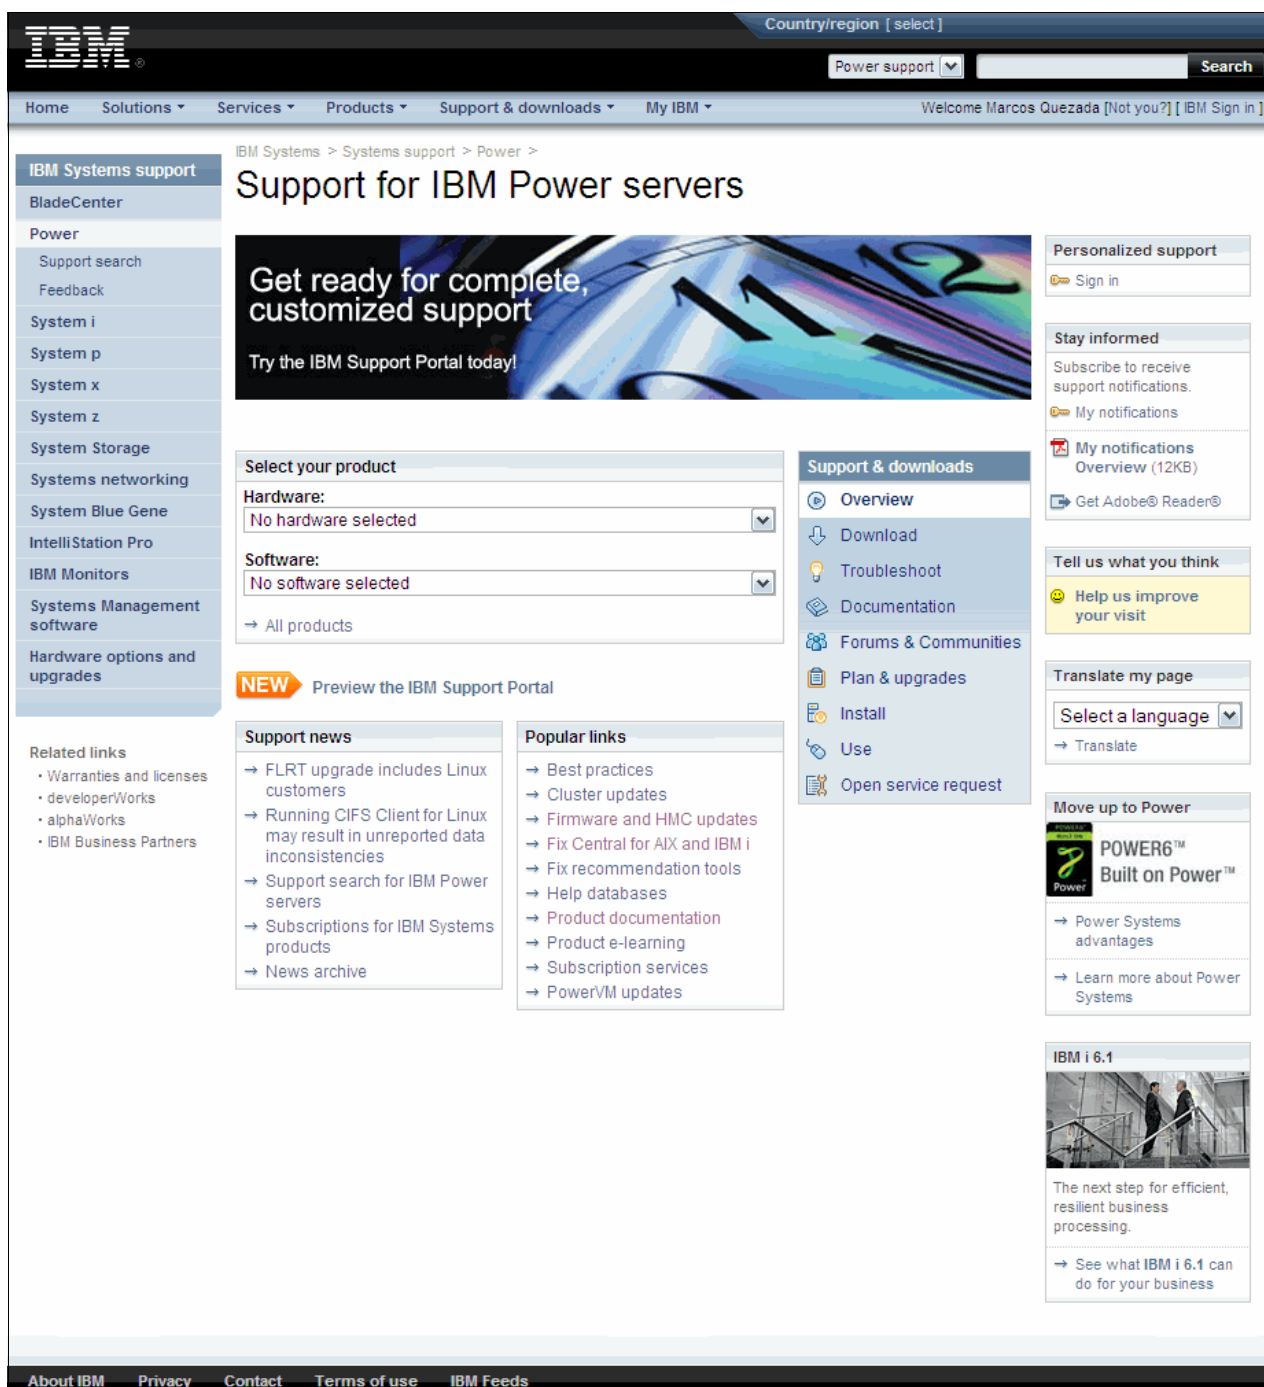 Country/region [ select ]
IBM®
Power support
Search
Home Solutions Services Products Support & downloads My IBM Welcome Marcos Quezada [Not you?] [ IBM Sign in ]
IBM Systems > Systems support > Power >
Support for IBM Power servers
IBM Systems support
BladeCenter
Power
Support search
Feedback
System i
System p
System x
System z
System Storage
Systems networking
System Blue Gene
IntelliStation Pro
IBM Monitors
Systems Management
software
Hardware options and
upgrades
Related links
• Warranties and licenses
• developerWorks
• alphaWorks
• IBM Business Partners
Get ready for complete,
customized support
Try the IBM Support Portal today!
11 12
Select your product
Hardware:
No hardware selected
Software:
No software selected
→ All products
NEW Preview the IBM Support Portal
Support news
→ FLRT upgrade includes Linux
customers
→ Running CIFS Client for Linux
may result in unreported data
inconsistencies
→ Support search for IBM Power
servers
→ Subscriptions for IBM Systems
products
→ News archive
Popular links
→ Best practices
→ Cluster updates
→ Firmware and HMC updates
→ Fix Central for AIX and IBM i
→ Fix recommendation tools
→ Help databases
→ Product documentation
→ Product e-learning
→ Subscription services
→ PowerVM updates
Support & downloads
Overview
Download
Troubleshoot
Documentation
Forums & Communities
Plan & upgrades
Install
Use
Open service request
Personalized support
Sign in
Stay informed
Subscribe to receive
support notifications.
My notifications
My notifications
Overview (12KB)
Get Adobe® Reader®
Tell us what you think
Help us improve
your visit
Translate my page
Select a language
→ Translate
Move up to Power
POWER6™
BUILT ON
Power
POWER6™
Built on Power™
→ Power Systems
advantages
→ Learn more about Power
Systems
IBM i 6.1
The next step for efficient,
resilient business
processing.
→ See what IBM i 6.1 can
do for your business
About IBM Privacy Contact Terms of use IBM Feeds